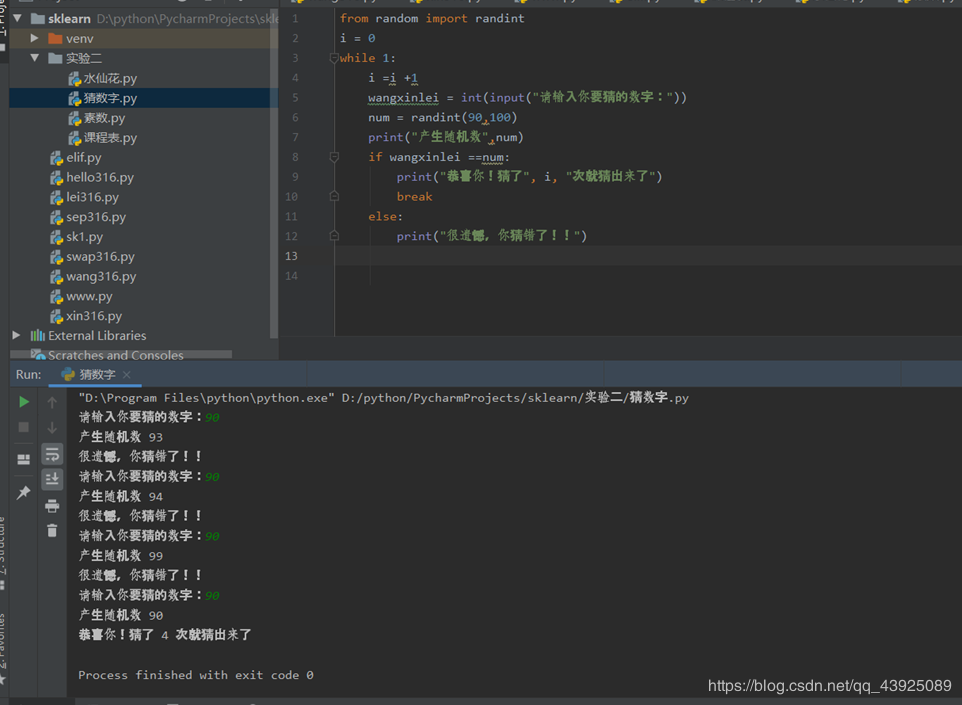 sklearn D:\python\PycharmProjects\skle
venv
实验二
水仙花.py
猜数字.py
素数.py
课程表.py
elif.py
hello316.py
lei316.py
sep316.py
sk1.py
swap316.py
wang316.py
www.py
xin316.py
External Libraries
Scratches and Consoles
1 from random import randint
2 i = 0
3 while 1:
4 i =i +1
5 wangxinlei = int(input("请输入你要猜的数字："))
6 num = randint(90,100)
7 print("产生随机数",num)
8 if wangxinlei ==num:
9 print("恭喜你！猜了", i, "次就猜出来了")
10 break
11 else:
12 print("很遗憾，你猜错了！！")
13
14
Run: 猜数字
"D:\Program Files\python\python.exe" D:/python/PycharmProjects/sklearn/实验二/猜数字.py
请输入你要猜的数字：90
产生随机数 93
很遗憾，你猜错了！！
请输入你要猜的数字：90
产生随机数 94
很遗憾，你猜错了！！
请输入你要猜的数字：90
产生随机数 99
很遗憾，你猜错了！！
请输入你要猜的数字：90
产生随机数 90
恭喜你！猜了 4 次就猜出来了
Process finished with exit code 0
https://blog.csdn.net/qq_43925089